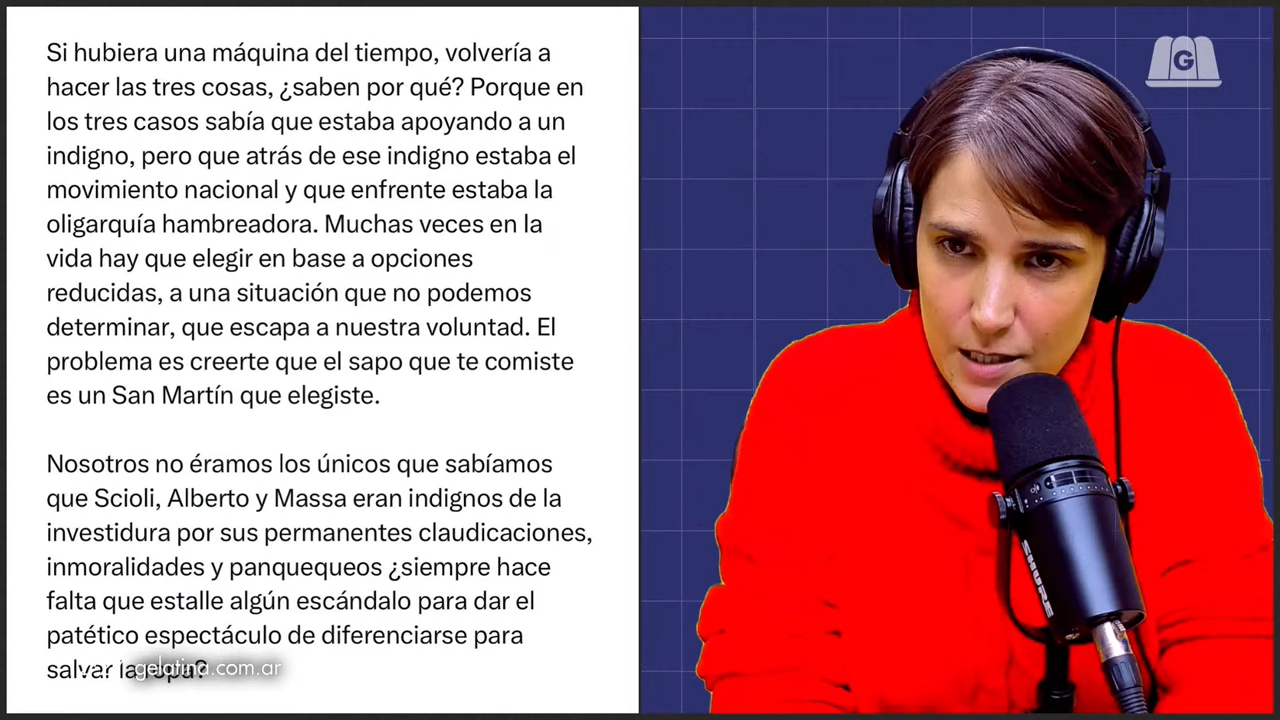 Si hubiera una máquina del tiempo, volvería a
hacer las tres cosas, ¿saben por qué? Porque en
los tres casos sabía que estaba apoyando a un
indigno, pero que atrás de ese indigno estaba el
movimiento nacional y que enfrente estaba la
oligarquía hambreadora. Muchas veces en la
vida hay que elegir en base a opciones
reducidas, a una situación que no podemos
determinar, que escapa a nuestra voluntad. El
problema es creerte que el sapo que te comiste
es un San Martín que elegiste.
Nosotros no éramos los únicos que sabíamos
que Scioli, Alberto y Massa eran indignos de la
investidura por sus permanentes claudicaciones,
inmoralidades y panquequeos ¿siempre hace
falta que estalle algún escándalo para dar el
patético espectáculo de diferenciarse para
salvar la ropa?
gelatina.com.ar
G
SHURE